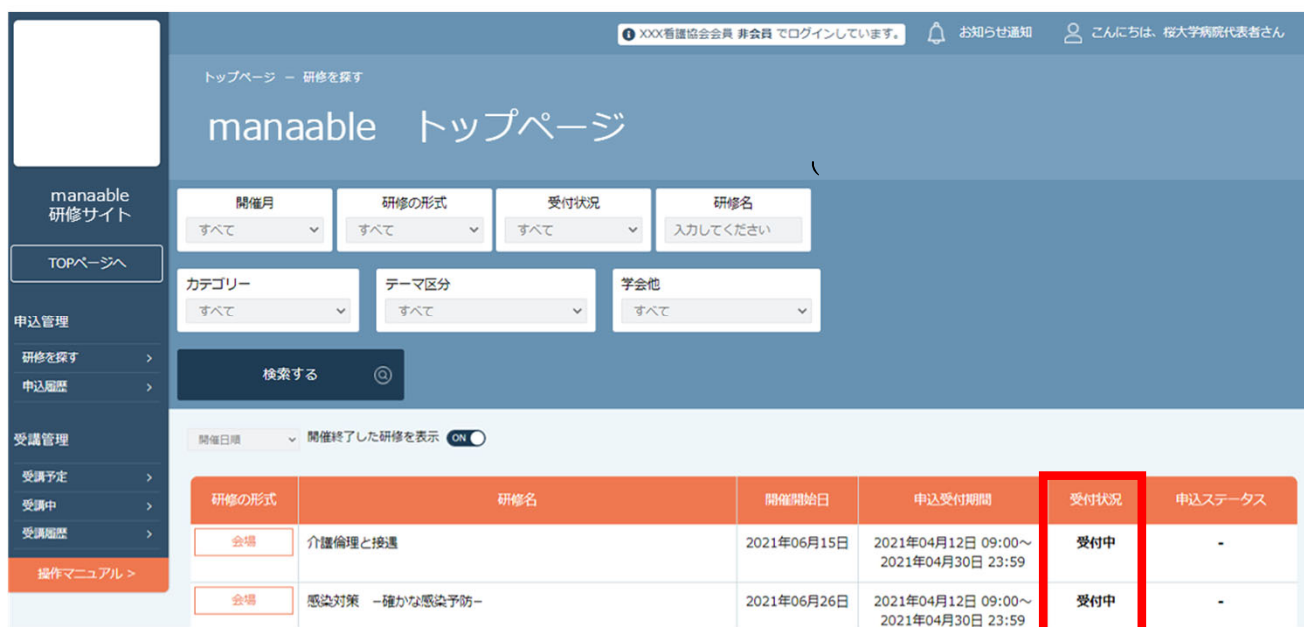 XXX看護協会会員 非会員 でログインしています。
お知らせ通知
こんにちは、桜大学病院代表者さん
トップページ － 研修を探す
manaable　トップページ
manaable
研修サイト
TOPページへ
申込管理
研修を探す
申込履歴
受講管理
受講予定
受講中
受講履歴
操作マニュアル >
開催月
すべて
研修の形式
すべて
受付状況
すべて
研修名
入力してください
カテゴリー
すべて
テーマ区分
すべて
学会他
すべて
検索する
開催日順
開催終了した研修を表示 ON
研修の形式 研修名 開催開始日 申込受付期間 受付状況 申込ステータス
会場 介護倫理と接遇 2021年06月15日 2021年04月12日 09:00～ 受付中 -
2021年04月30日 23:59
会場 感染対策　−確かな感染予防− 2021年06月26日 2021年04月12日 09:00～ 受付中 -
2021年04月30日 23:59